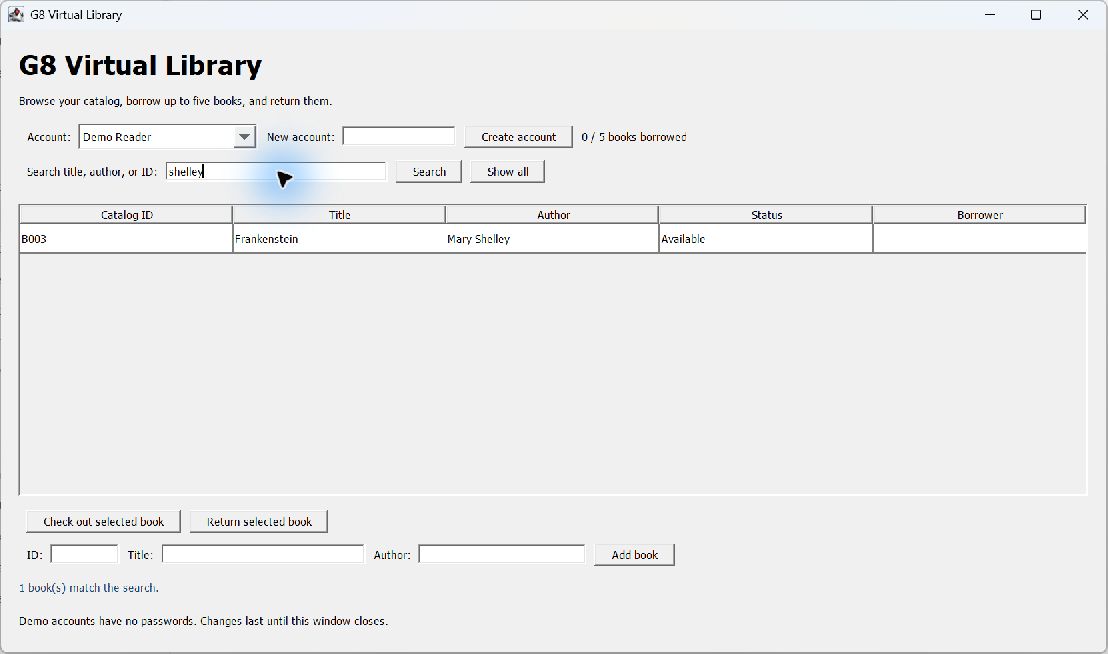 G8 Virtual Library
G8 Virtual Library
Browse your catalog, borrow up to five books, and return them.
Account: Demo Reader New account: Create account 0 / 5 books borrowed
Search title, author, or ID: shelley Search Show all
Catalog ID Title Author Status Borrower
B003 Frankenstein Mary Shelley Available
Check out selected book Return selected book
ID: Title: Author: Add book
1 book(s) match the search.
Demo accounts have no passwords. Changes last until this window closes.